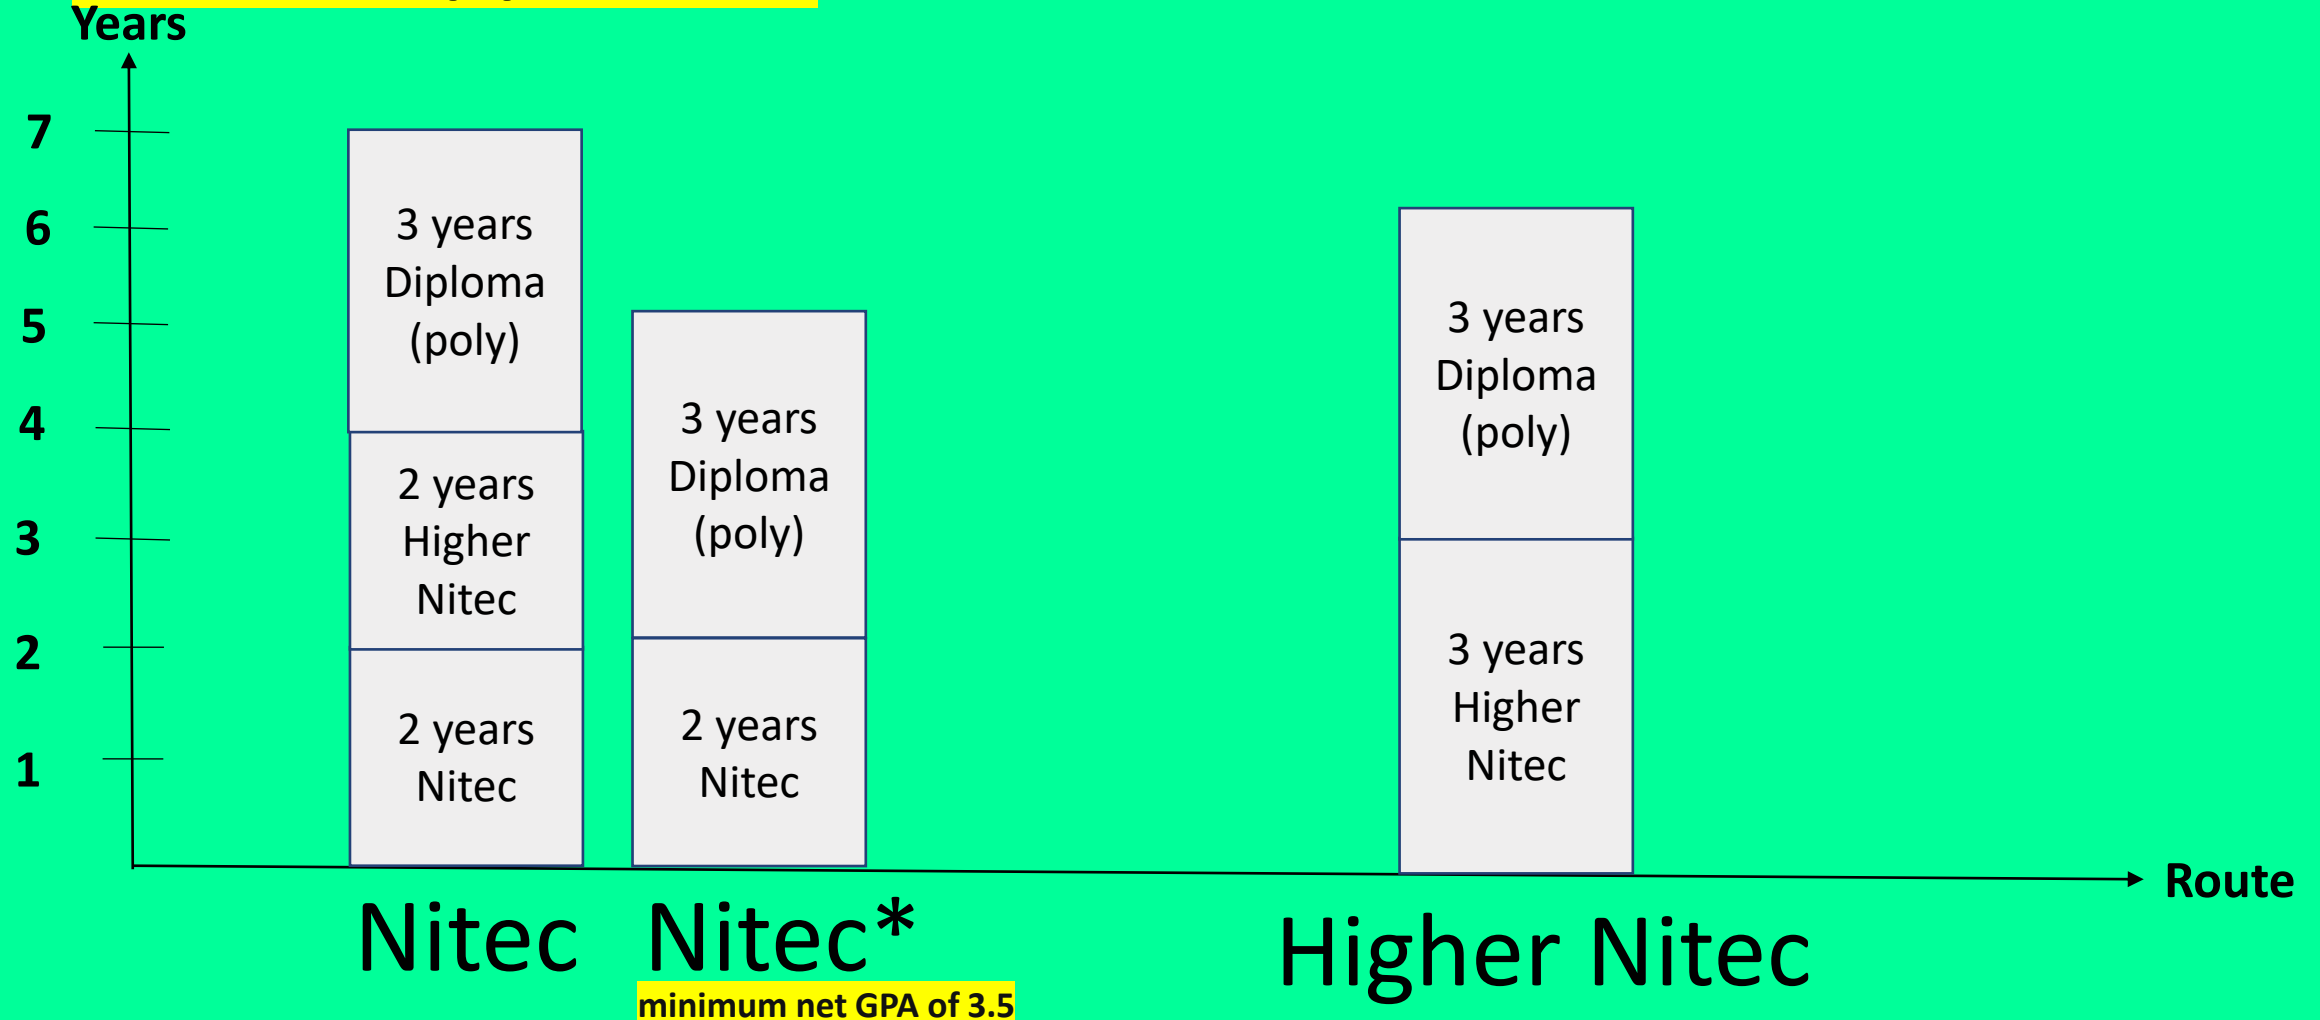 Years
7
6
5
4
3
2
1
3 years
Diploma
(poly)
2 years
Higher
Nitec
2 years
Nitec
3 years
Diploma
(poly)
2 years
Nitec
3 years
Diploma
(poly)
3 years
Higher
Nitec
Route
Nitec
Nitec*
minimum net GPA of 3.5
Higher Nitec